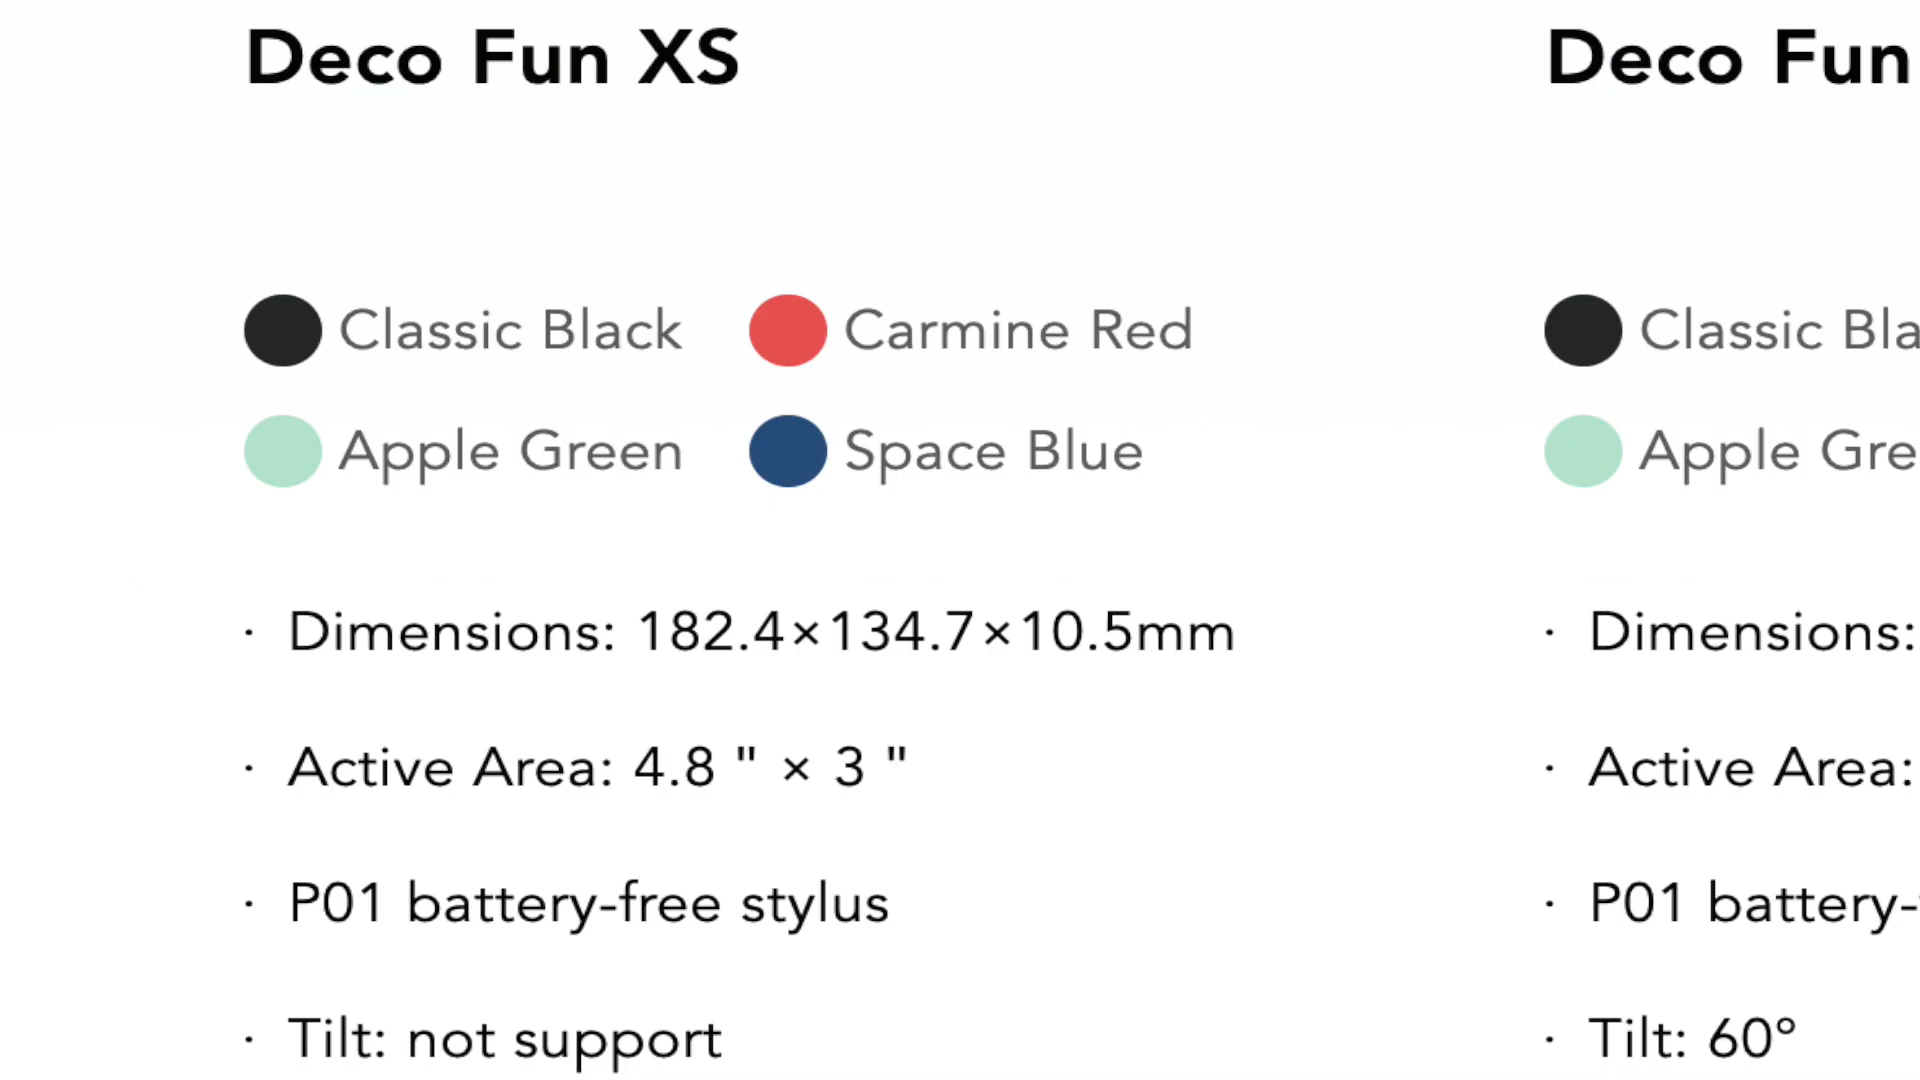 Deco Fun XS
Classic Black Carmine Red
Apple Green Space Blue
· Dimensions: 182.4×134.7×10.5mm
· Active Area: 4.8 " × 3 "
· P01 battery-free stylus
· Tilt: not support
Deco Fun
Classic Bla
Apple Gre
· Dimensions:
· Active Area:
· P01 battery-
· Tilt: 60°